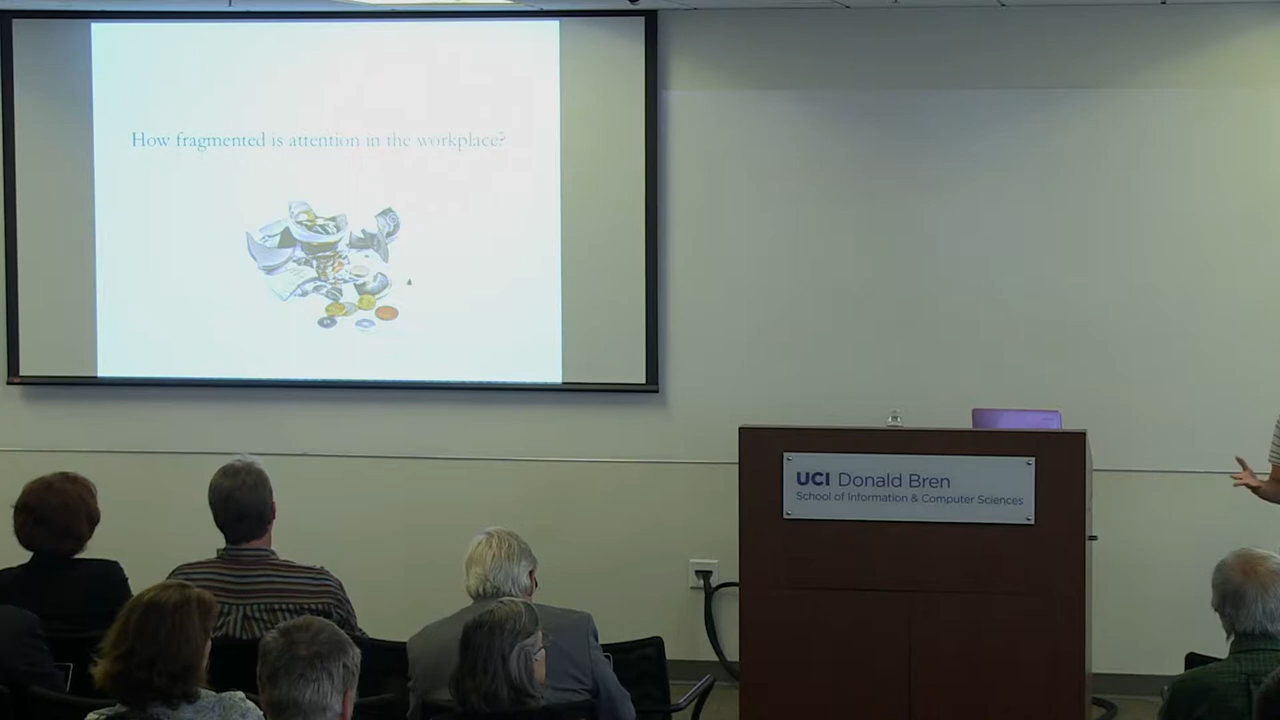 How fragmented is attention in the workplace?
UCI Donald Bren
School of Information & Computer Sciences